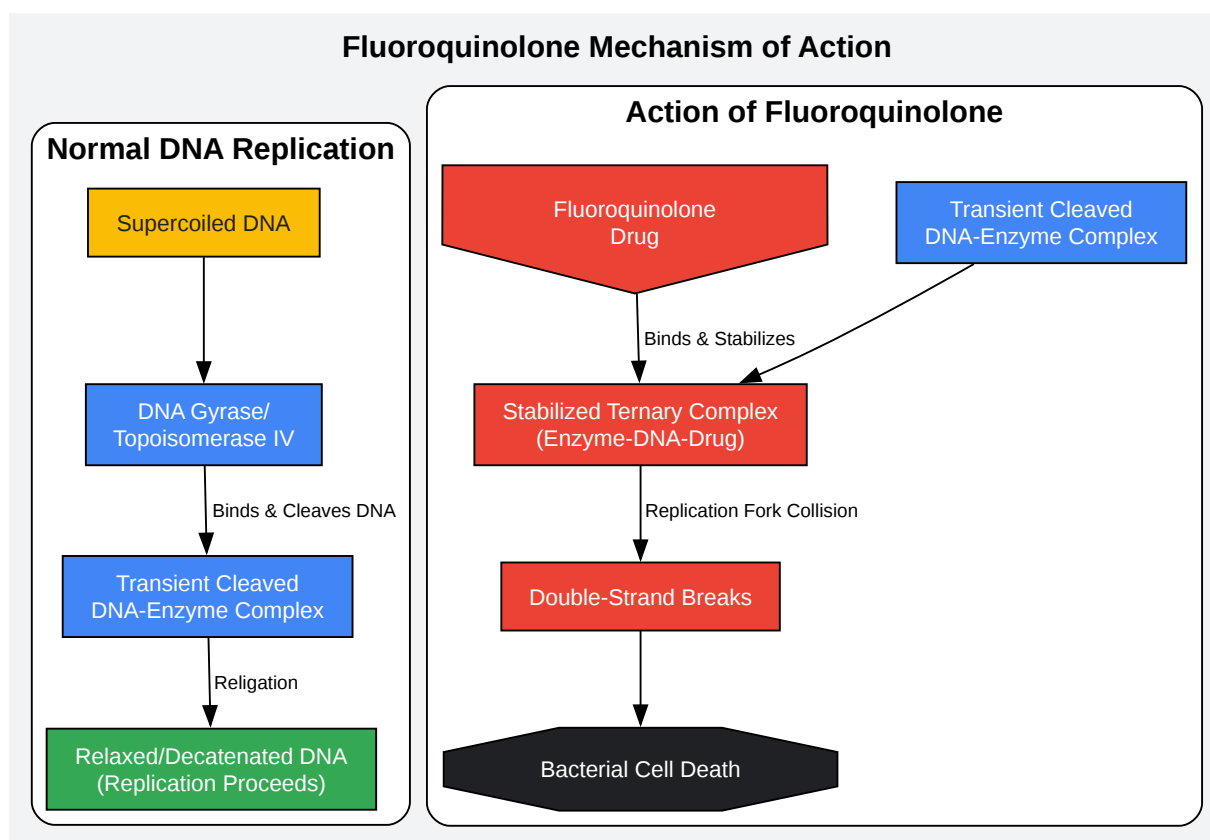 Fluoroquinolone Mechanism of Action
Normal DNA Replication
Supercoiled DNA
DNA Gyrase/
Topoisomerase IV
Binds & Cleaves DNA
Transient Cleaved
DNA-Enzyme Complex
Religation
Relaxed/Decatenated DNA
(Replication Proceeds)
Action of Fluoroquinolone
Fluoroquinolone
Drug
Transient Cleaved
DNA-Enzyme Complex
Binds & Stabilizes
Stabilized Ternary Complex
(Enzyme-DNA-Drug)
Replication Fork Collision
Double-Strand Breaks
Bacterial Cell Death